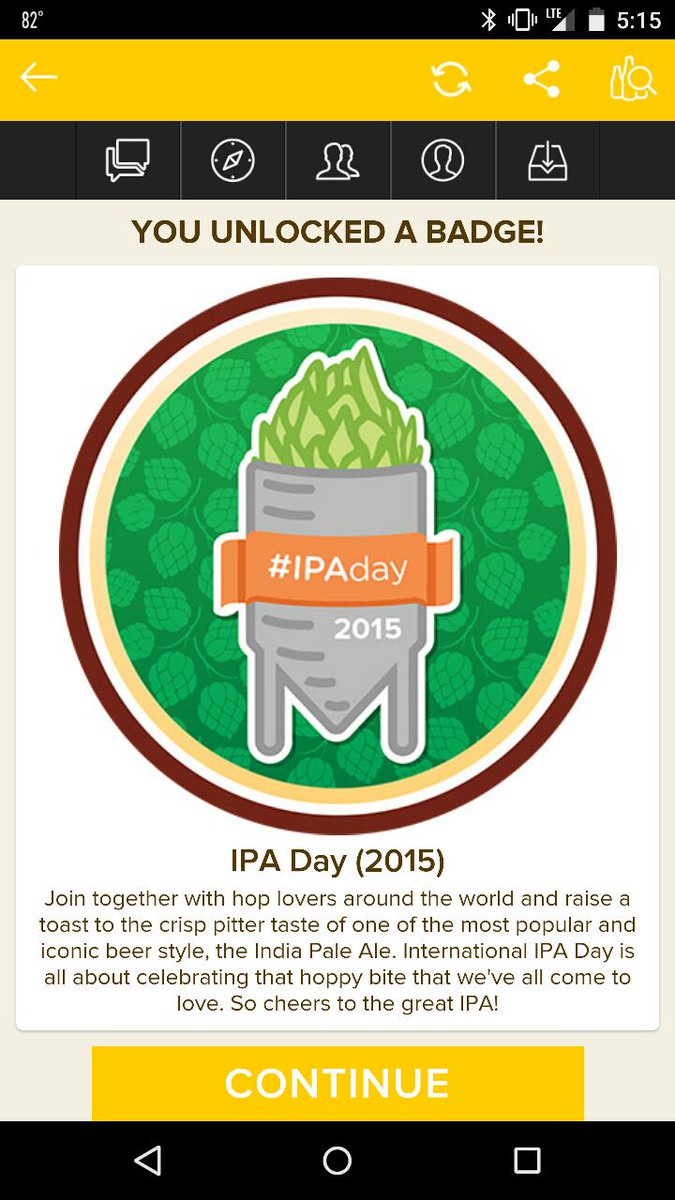 82°
LTE
5:15
YOU UNLOCKED A BADGE!
#IPAday
2015
IPA Day (2015)
Join together with hop lovers around the world and raise a
toast to the crisp pitter taste of one of the most popular and
iconic beer style, the India Pale Ale. International IPA Day is
all about celebrating that hoppy bite that we've all come to
love. So cheers to the great IPA!
CONTINUE